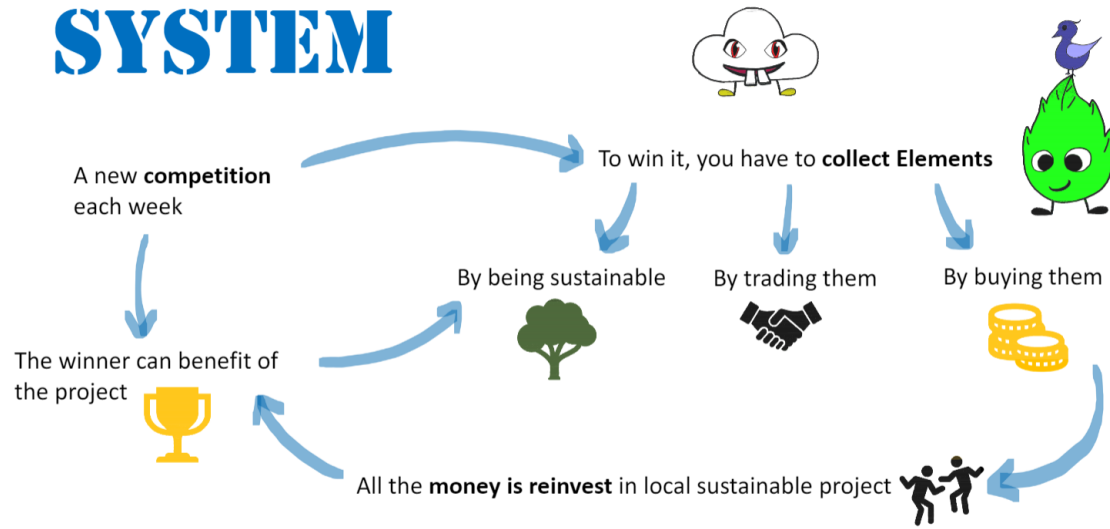 SYSTEM
A new competition
each week
To win it, you have to collect Elements
By being sustainable
By trading them
By buying them
The winner can benefit of
the project
All the money is reinvest in local sustainable project